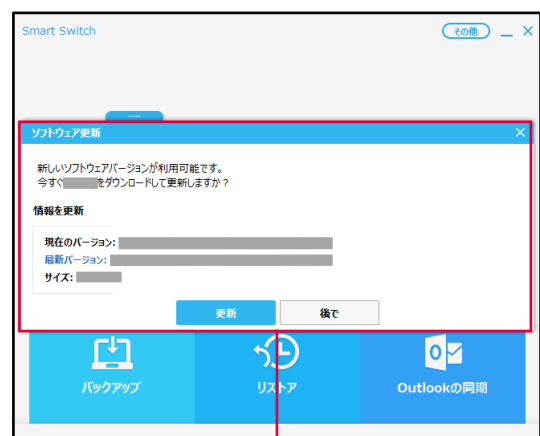 Smart Switch
その他
ソフトウェア更新
新しいソフトウェアバージョンが利用可能です。
今すぐ をダウンロードして更新しますか？
情報を更新
現在のバージョン:
最新バージョン:
サイズ:
更新 後で
バックアップ リストア Outlookの同期